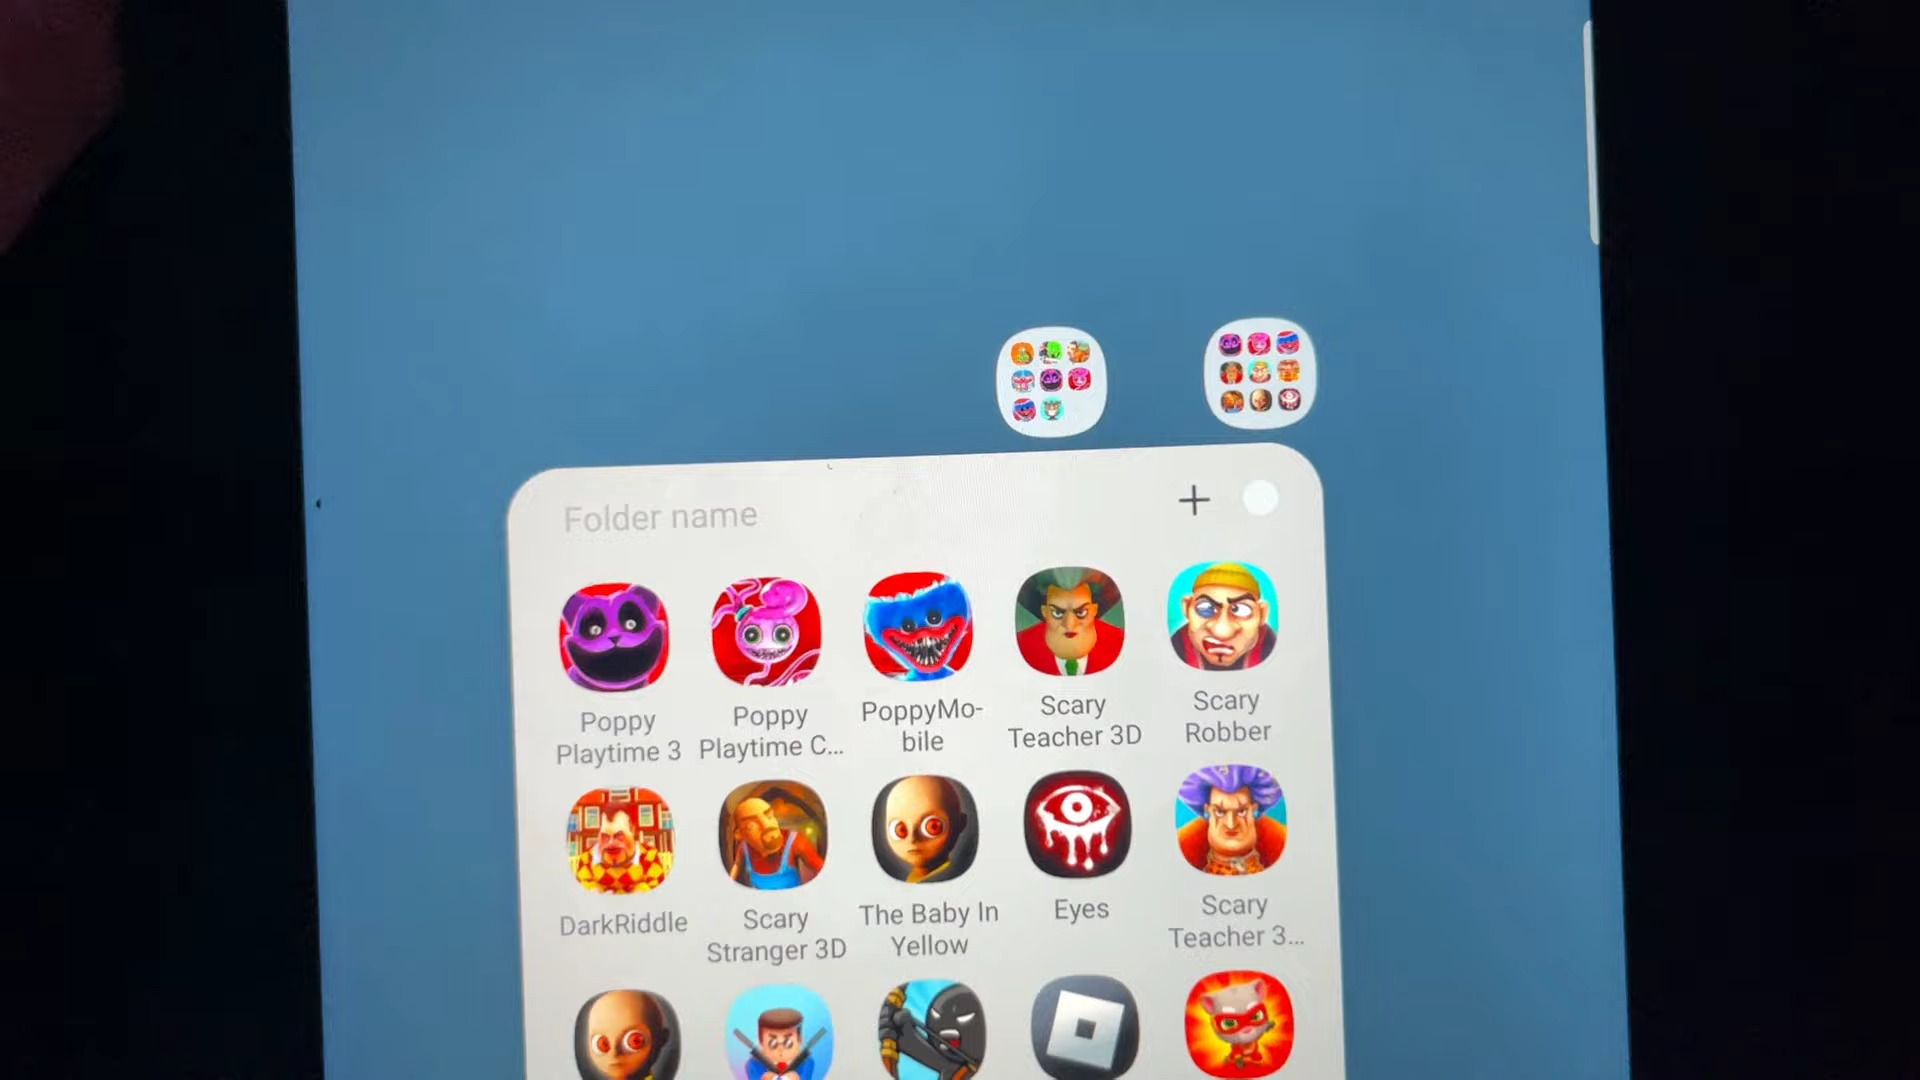 Folder name
Poppy
Playtime 3
Poppy
Playtime C...
PoppyMo-
bile
Scary
Teacher 3D
Scary
Robber
DarkRiddle
Scary
Stranger 3D
The Baby In
Yellow
Eyes
Scary
Teacher 3...